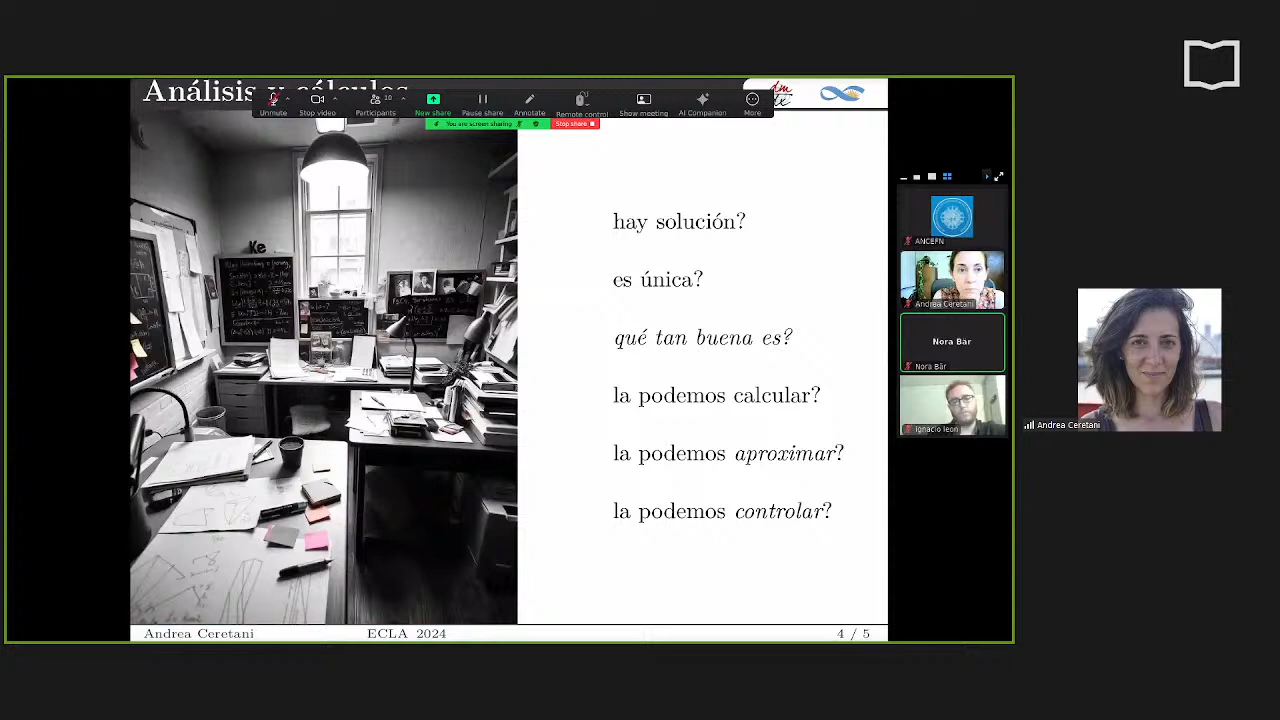 Análisis y cálculos
Unmute
Stop video
Participants
10
New share
Pause share
Annotate
Remote control
Show meeting
AI Companion
More
You are screen sharing
Stop share
dm
Ke
hay solución?
es única?
qué tan buena es?
la podemos calcular?
la podemos aproximar?
la podemos controlar?
Andrea Ceretani
ECLA 2024
4 / 5
ANCEFN
Andrea Ceretani
Nora Bär
Nora Bär
ignacio leon
Andrea Ceretani